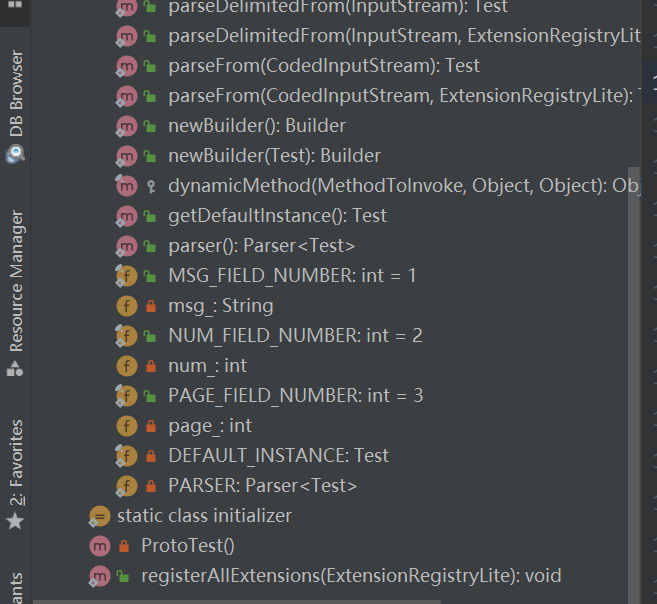 parseDelimitedFrom(InputStream): Test
parseDelimitedFrom(InputStream, ExtensionRegistryLit
parseFrom(CodedInputStream): Test
parseFrom(CodedInputStream, ExtensionRegistryLite): T
newBuilder(): Builder
newBuilder(Test): Builder
dynamicMethod(MethodToInvoke, Object, Object): Obj
getDefaultInstance(): Test
parser(): Parser<Test>
MSG_FIELD_NUMBER: int = 1
msg_: String
NUM_FIELD_NUMBER: int = 2
num_: int
PAGE_FIELD_NUMBER: int = 3
page_: int
DEFAULT_INSTANCE: Test
PARSER: Parser<Test>
static class initializer
ProtoTest()
registerAllExtensions(ExtensionRegistryLite): void
DB Browser
Resource Manager
2: Favorites
ants